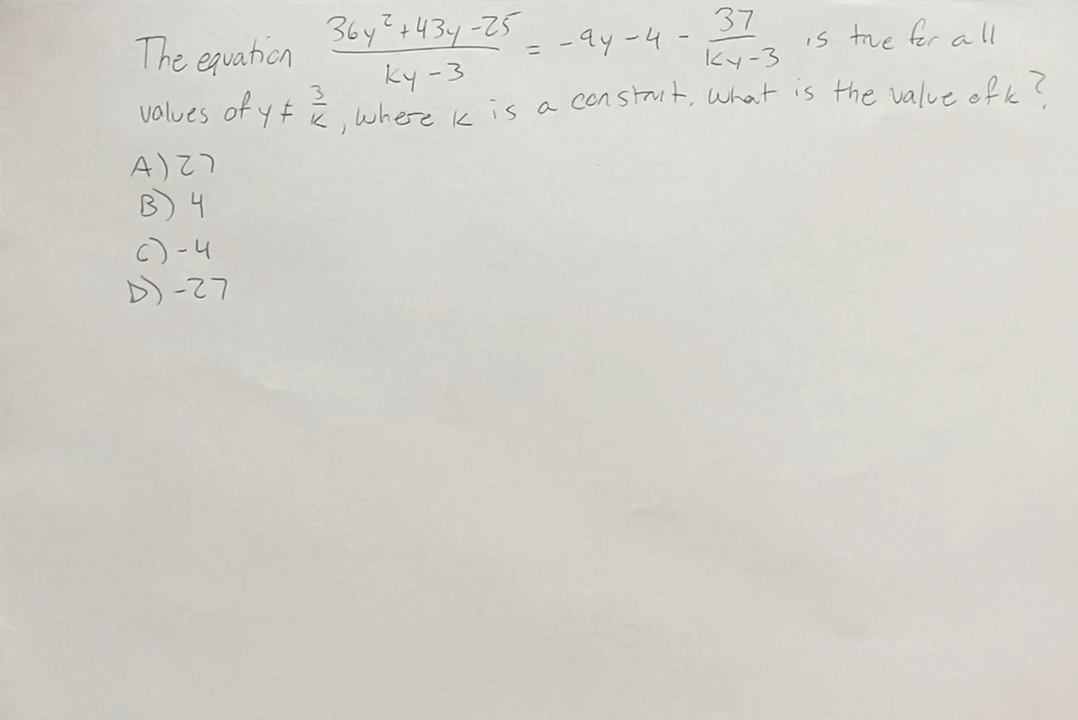 The equation (36y² + 43y - 25)/(ky - 3) = -9y - 4 - 37/(ky - 3) is true for all
values of y ≠ 3/k, where k is a constant. What is the value of k?
A) 27
B) 4
C) -4
D) -27